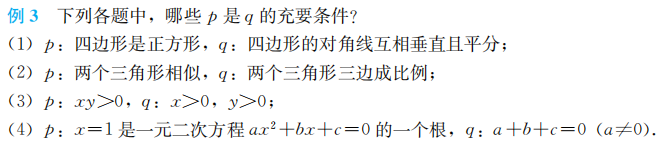 例 3 下列各题中，哪些 p 是 q 的充要条件？
（1）p：四边形是正方形，q：四边形的对角线互相垂直且平分；
（2）p：两个三角形相似，q：两个三角形三边成比例；
（3）p：xy＞0，q：x＞0，y＞0；
（4）p：x＝1 是一元二次方程 ax²＋bx＋c＝0 的一个根，q：a＋b＋c＝0（a≠0）.